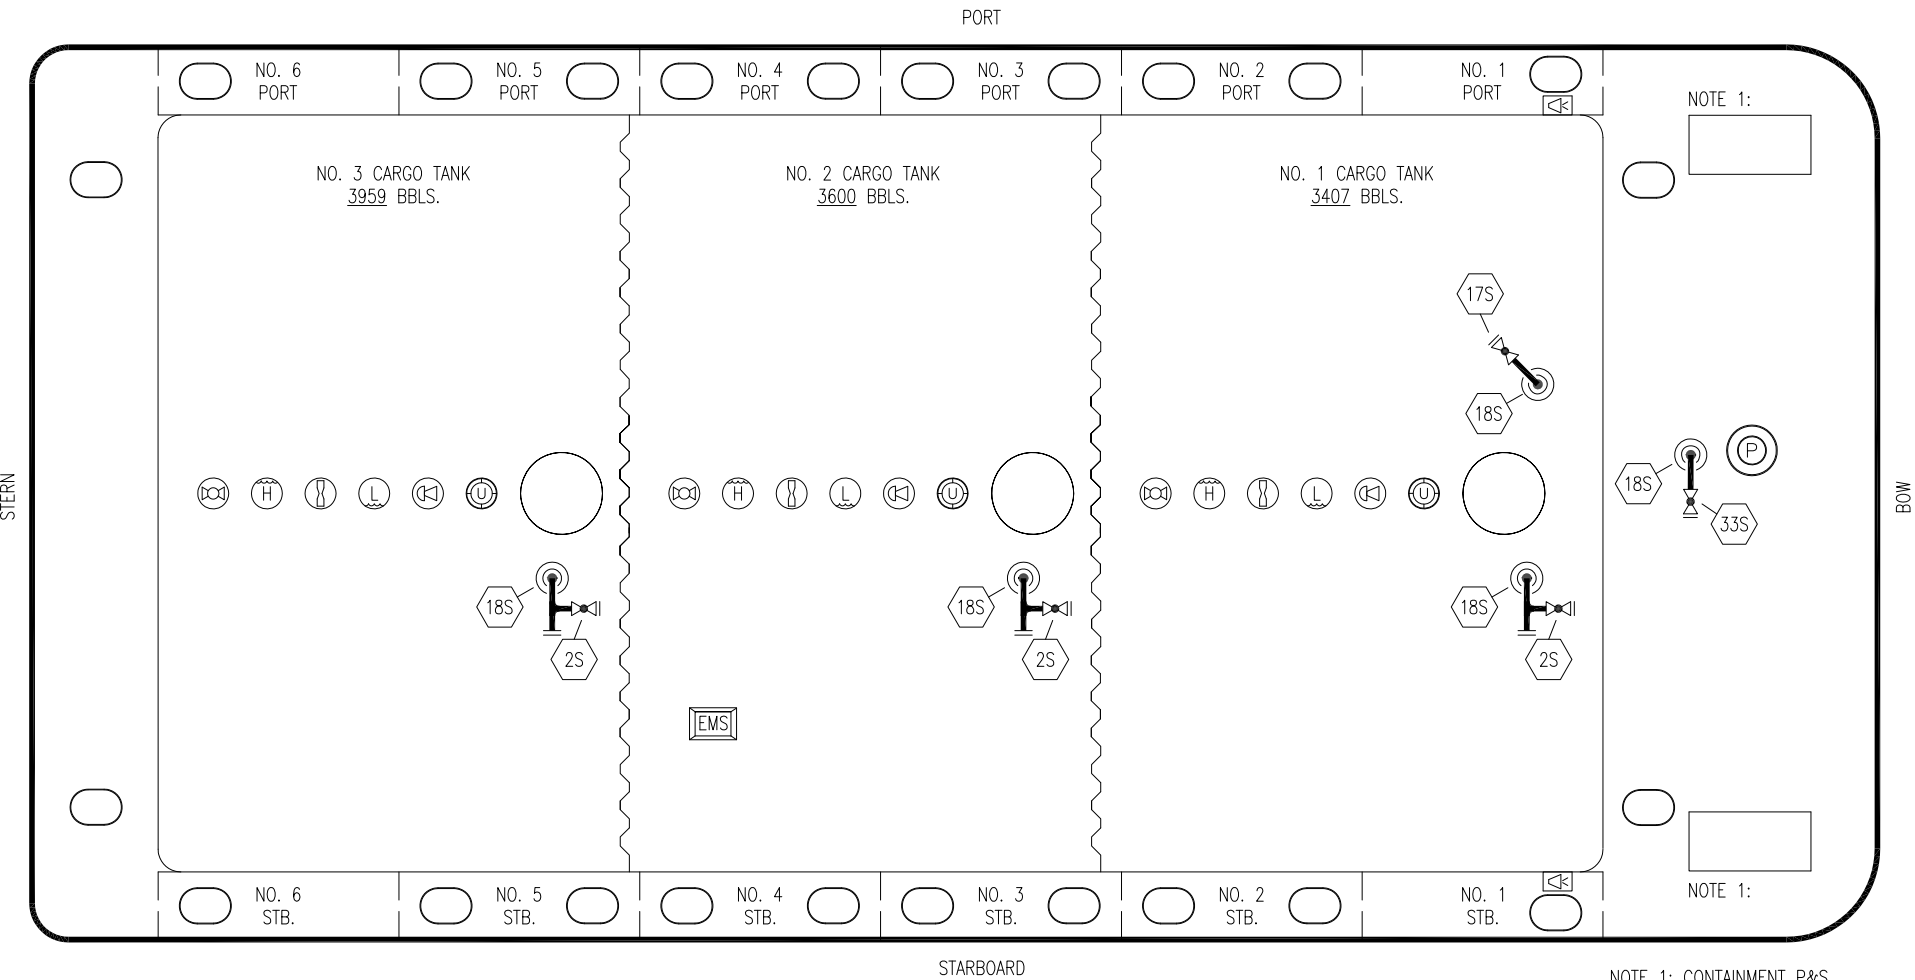 PORT
NO. 6
PORT
NO. 5
PORT
NO. 4
PORT
NO. 3
PORT
NO. 2
PORT
NO. 1
PORT
NOTE 1:
NO. 3 CARGO TANK
3959 BBLS.
NO. 2 CARGO TANK
3600 BBLS.
NO. 1 CARGO TANK
3407 BBLS.
17S
18S
STERN
H
L
U
H
L
U
H
L
U
18S
P
33S
BOW
18S
2S
18S
2S
18S
2S
EMS
NO. 6
STB.
NO. 5
STB.
NO. 4
STB.
NO. 3
STB.
NO. 2
STB.
NO. 1
STB.
NOTE 1:
STARBOARD
NOTE 1: CONTAINMENT P&S